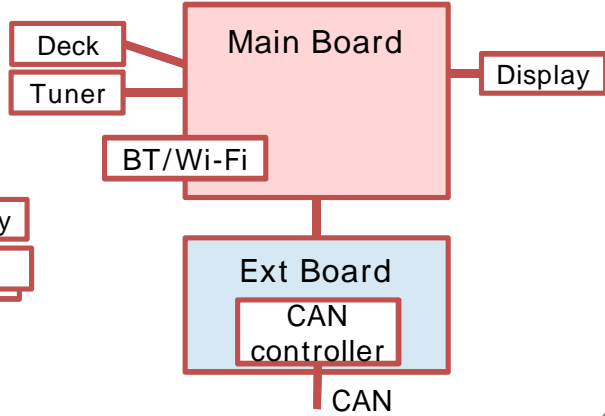 Deck
Main Board
Tuner
Display
BT/Wi-Fi
y
Ext Board
CAN
controller
CAN